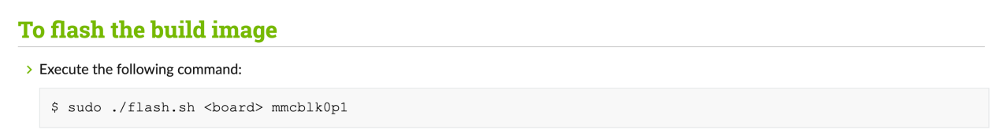 To flash the build image
Execute the following command:
$ sudo ./flash.sh <board> mmcblk0p1